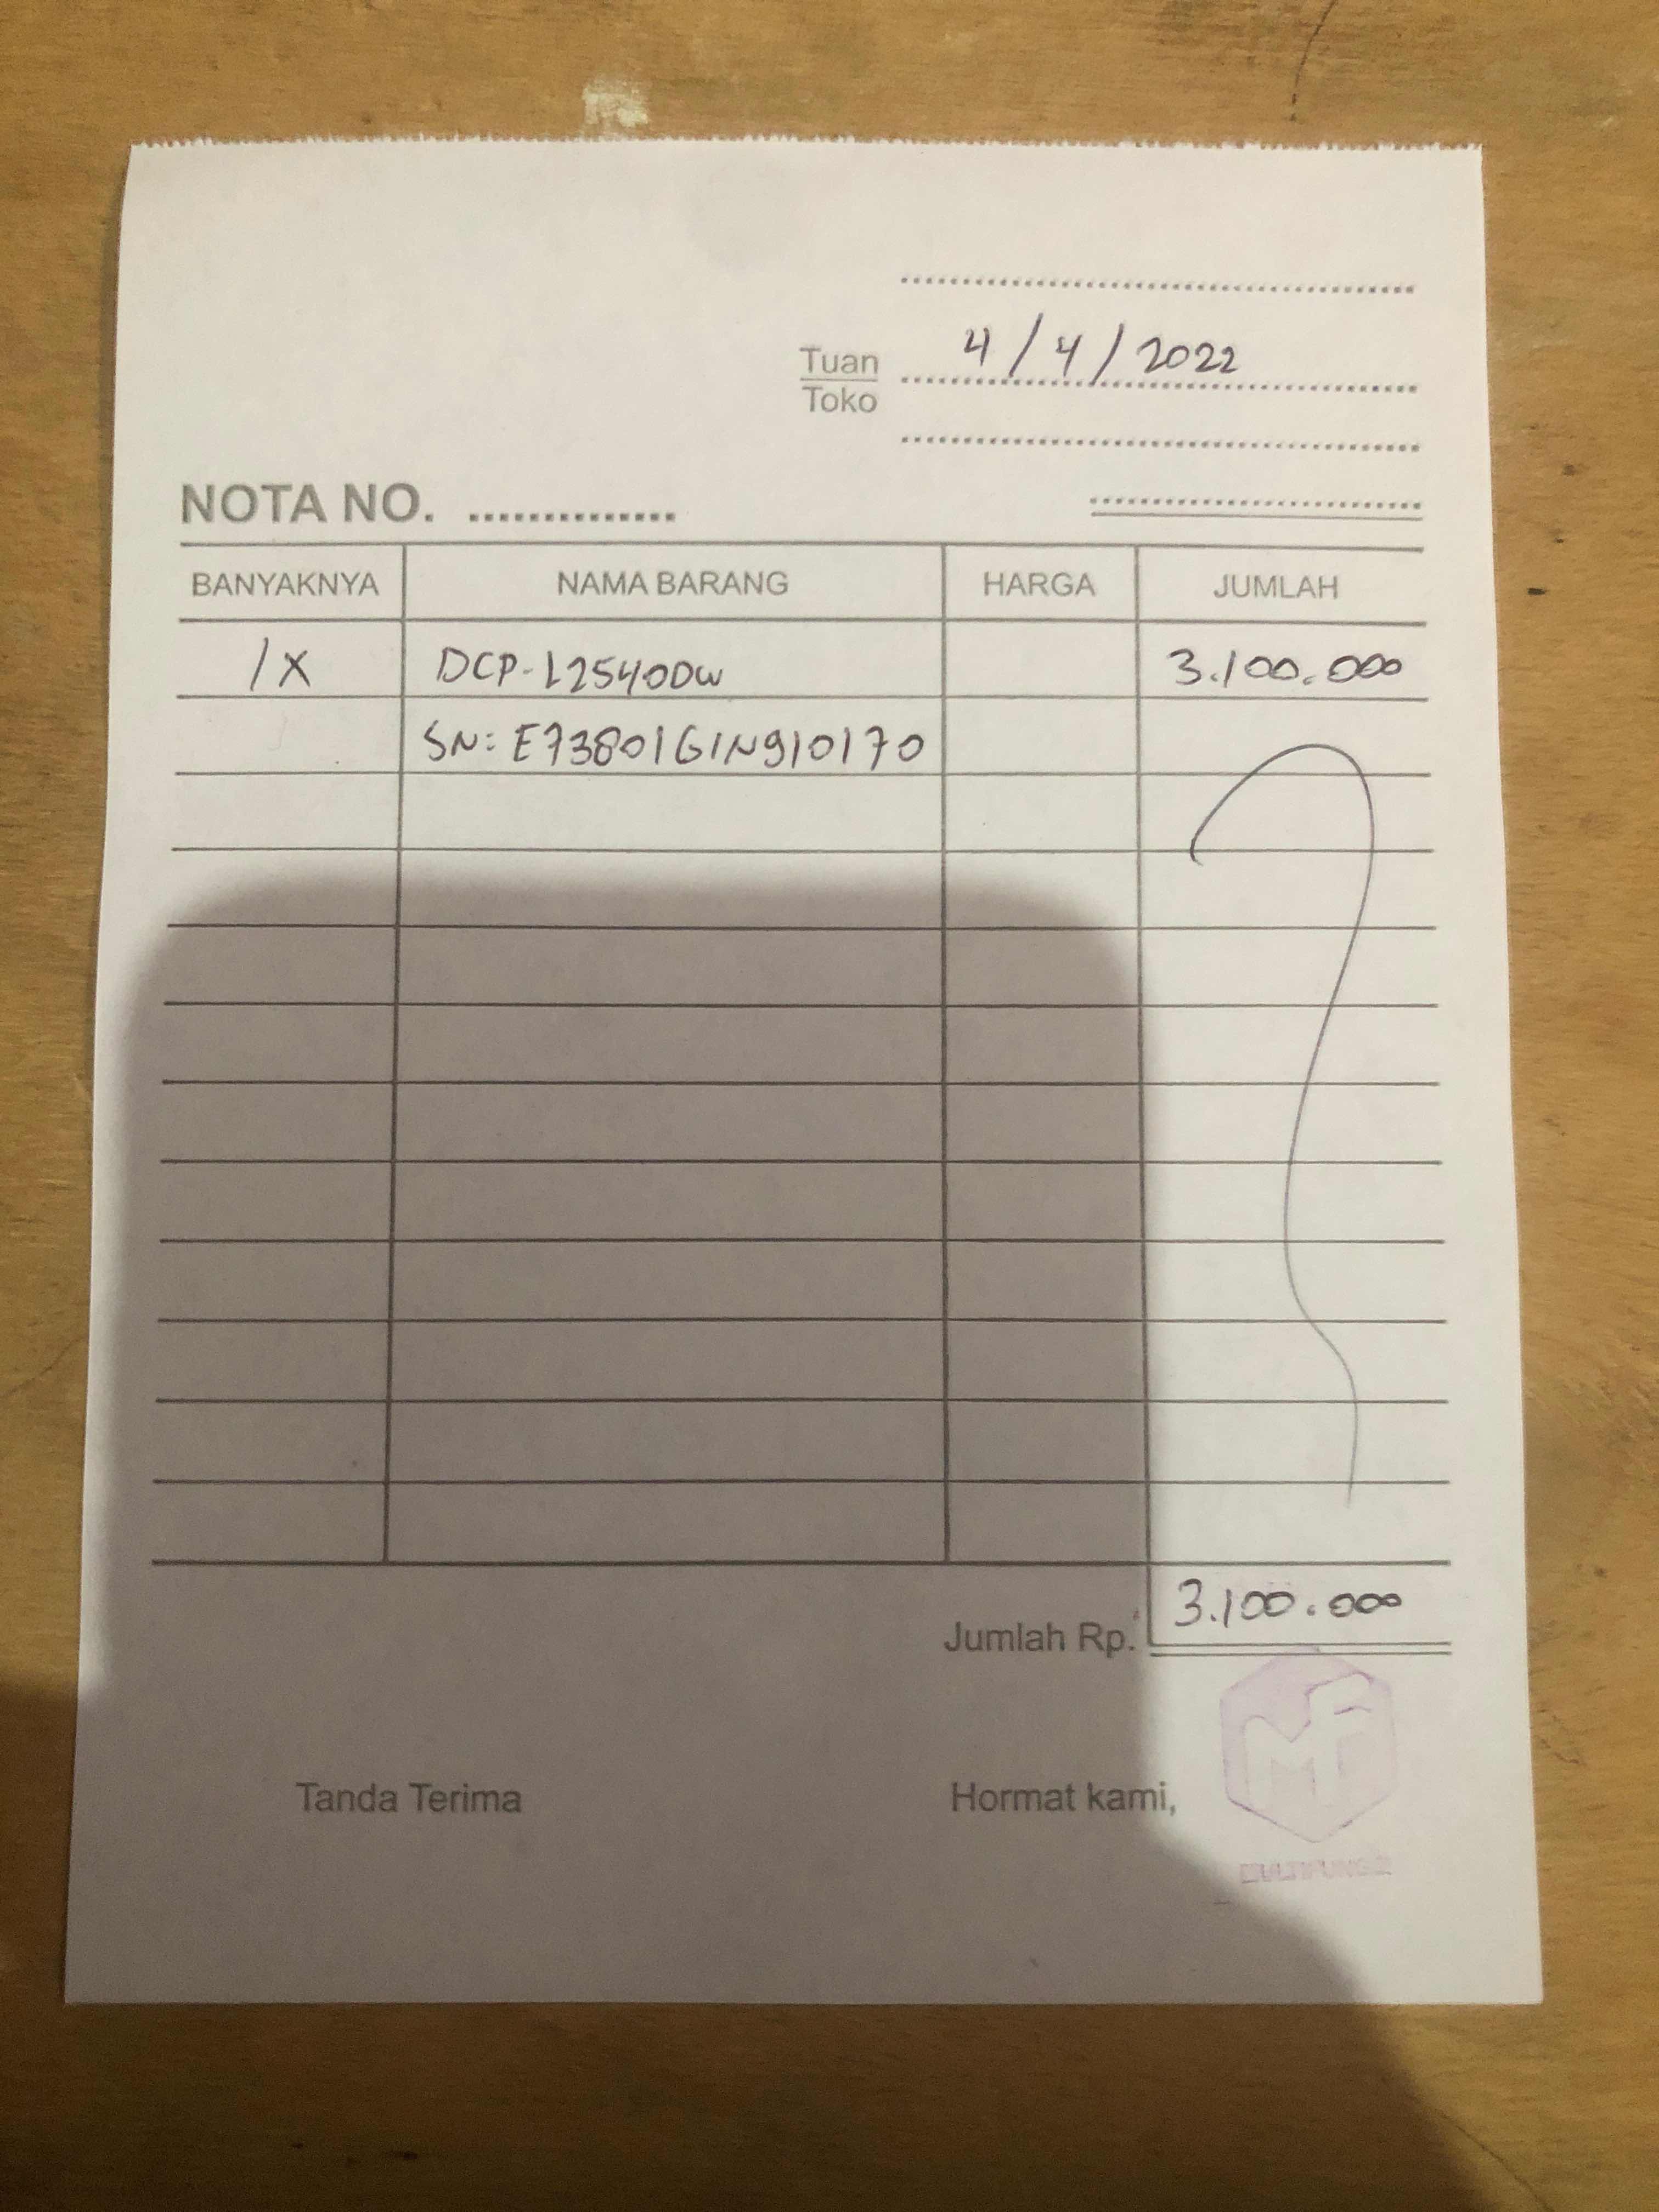 4/4/2022
Tuan
Toko
NOTA NO. ..............
BANYAKNYA NAMA BARANG HARGA JUMLAH
1X DCP-L2540DW 3.100.000
SN: E73801G1N910170
Jumlah Rp. 3.100.000
Tanda Terima Hormat kami,
MF
MULTIFUNGSI